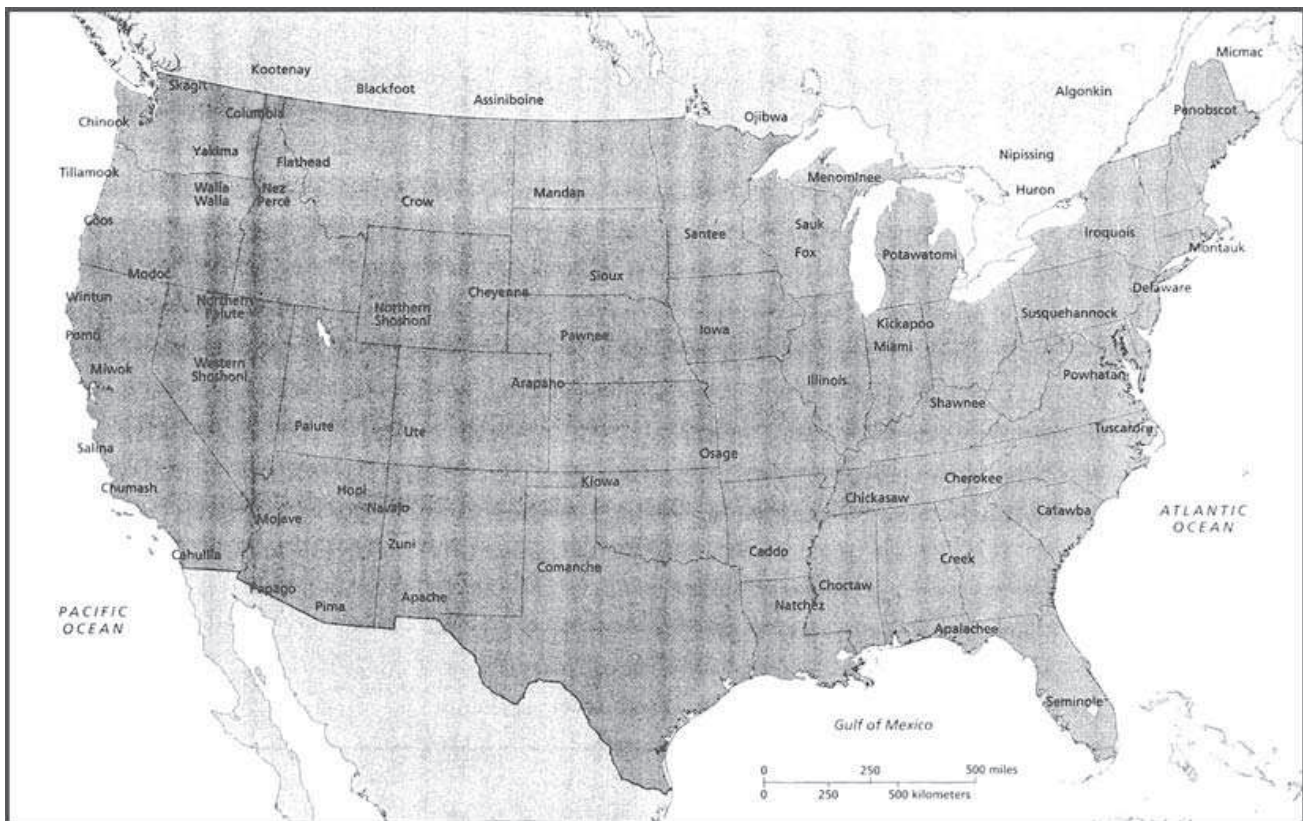 Micmac
Kootenay
Skagit
Blackfoot
Algonkin
Assiniboine
Columbia
Penobscot
Ojibwa
Chinook
Yakima
Flathead
Nipissing
Tillamook
Menominee
Walla
Walla
Nez
Percé
Mandan
Huron
Crow
Coos
Sauk
Santee
Iroquois
Fox
Potawatomi
Montauk
Modoc
Sioux
Delaware
Cheyenne
Wintun
Northern
Paiute
Northern
Shoshoni
Susquehannock
Kickapoo
Iowa
Pomo
Pawnee
Miami
Western
Shoshoni
Miwok
Powhatan
Arapaho
Illinois
Shawnee
Paiute
Ute
Tuscarora
Salina
Osage
Cherokee
Kiowa
Chumash
Hopi
Chickasaw
Navajo
Catawba
ATLANTIC
OCEAN
Mojave
Zuni
Cahuilla
Caddo
Creek
Comanche
Choctaw
Papago
Apache
Natchez
Pima
PACIFIC
OCEAN
Apalachee
Seminole
Gulf of Mexico
0 250 500 miles
0 250 500 kilometers